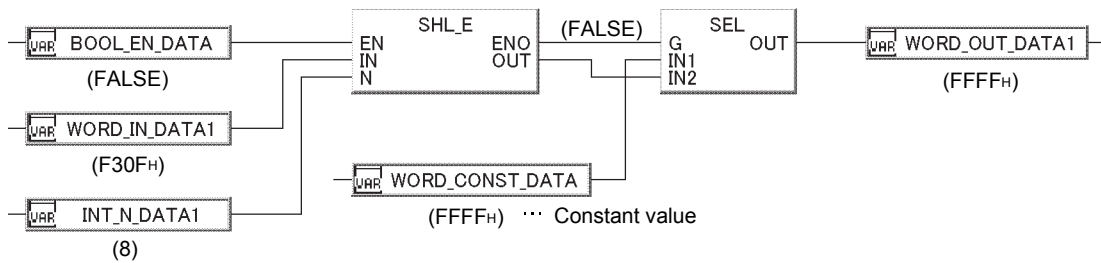 VAR BOOL_EN_DATA
(FALSE)
VAR WORD_IN_DATA1
(F30FH)
VAR INT_N_DATA1
(8)
SHL_E
EN ENO
IN OUT
N
(FALSE)
SEL
G OUT
IN1
IN2
VAR WORD_CONST_DATA
(FFFFH) ··· Constant value
VAR WORD_OUT_DATA1
(FFFFH)